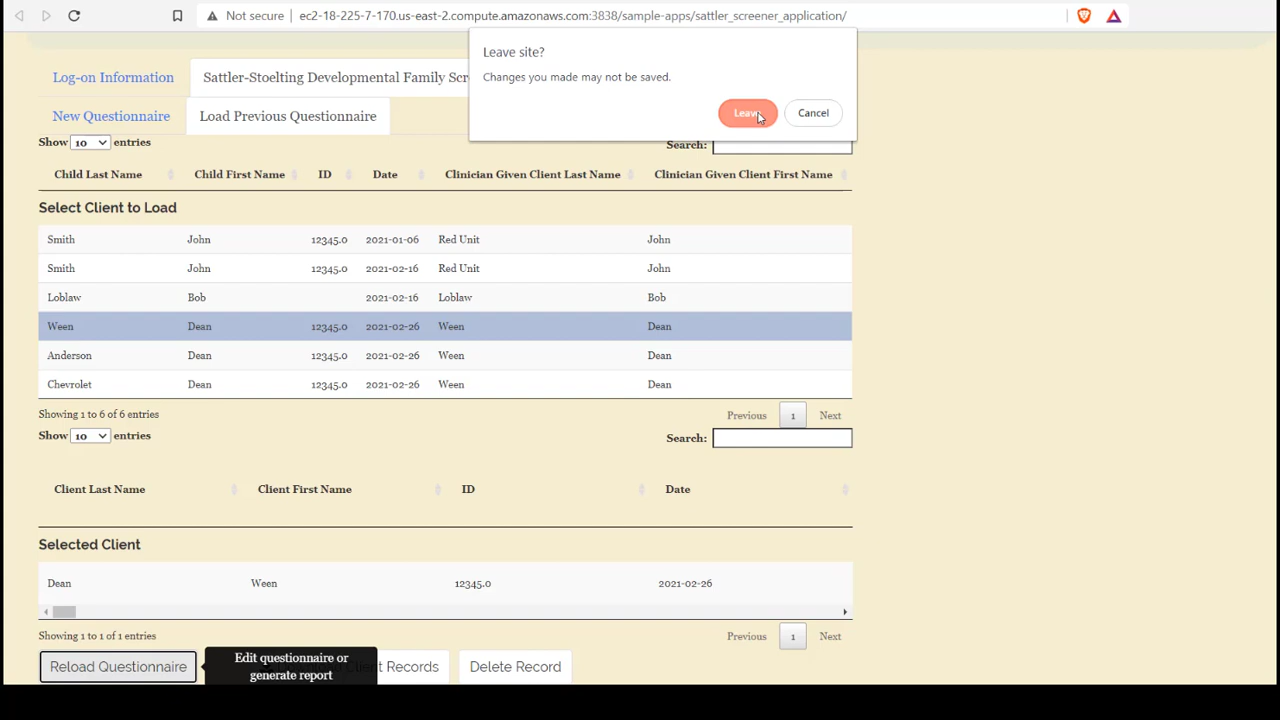 Not secure
ec2-18-225-7-170.us-east-2.compute.amazonaws.com:3838/sample-apps/sattler_screener_application/
Leave site?
Changes you made may not be saved.
Cancel
Log-on Information
Sattler-Stoelting Developmental Family
New Questionnaire
Load Previous Questionnaire
Show 10 entries
Search:
Child Last Name Child First Name ID Date Clinician Given Client Last Name Clinician Given Client First Name
Select Client to Load
Smith John 12345.0 2021-01-06 Red Unit John
Smith John 12345.0 2021-02-16 Red Unit John
Loblaw Bob 2021-02-16 Loblaw Bob
Ween Dean 12345.0 2021-02-26 Ween Dean
Anderson Dean 12345.0 2021-02-26 Ween Dean
Chevrolet Dean 12345.0 2021-02-26 Ween Dean
Showing 1 to 6 of 6 entries
Previous 1 Next
Show 10 entries
Search:
Client Last Name Client First Name ID Date
Selected Client
Dean Ween 12345.0 2021-02-26
Showing 1 to 1 of 1 entries
Previous 1 Next
Reload Questionnaire
Edit questionnaire or
generate report
Records
Delete Record